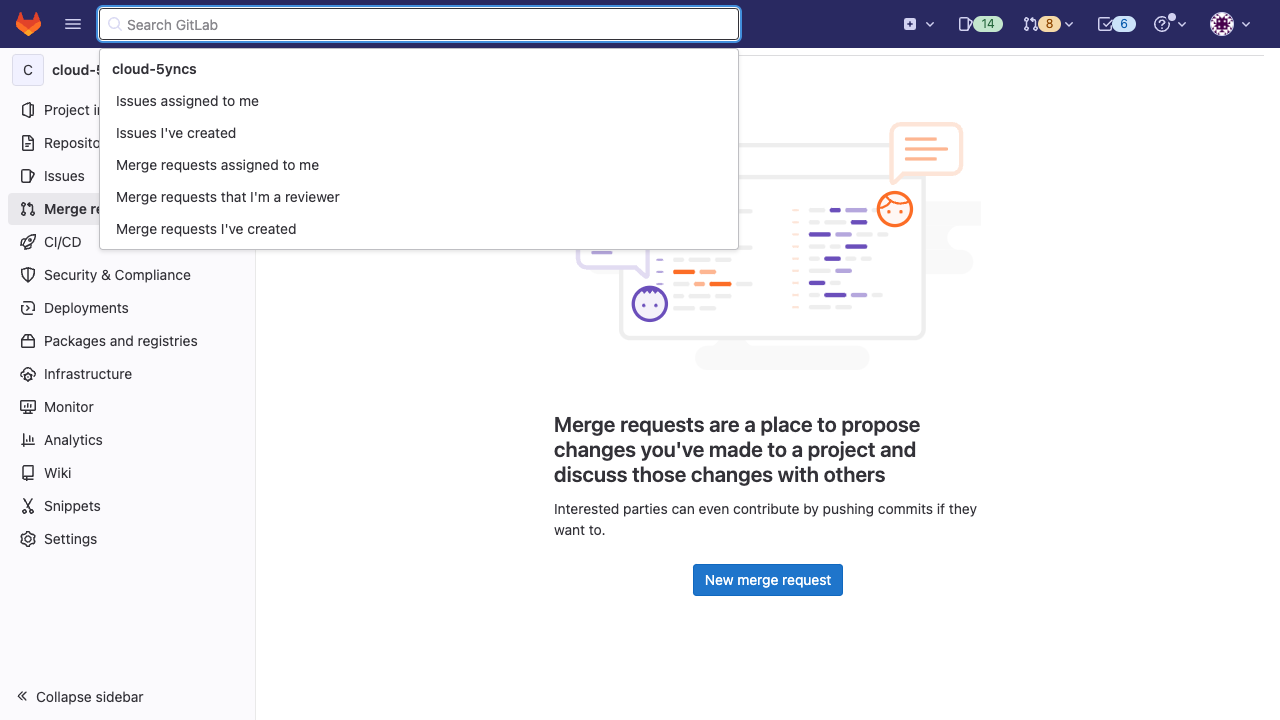 Search GitLab
14
8
6
C
cloud-5
cloud-5yncs
Issues assigned to me
Issues I've created
Merge requests assigned to me
Merge requests that I'm a reviewer
Merge requests I've created
Project in
Reposito
Issues
Merge re
CI/CD
Security & Compliance
Deployments
Packages and registries
Infrastructure
Monitor
Analytics
Wiki
Snippets
Settings
Collapse sidebar
Merge requests are a place to propose
changes you've made to a project and
discuss those changes with others
Interested parties can even contribute by pushing commits if they
want to.
New merge request